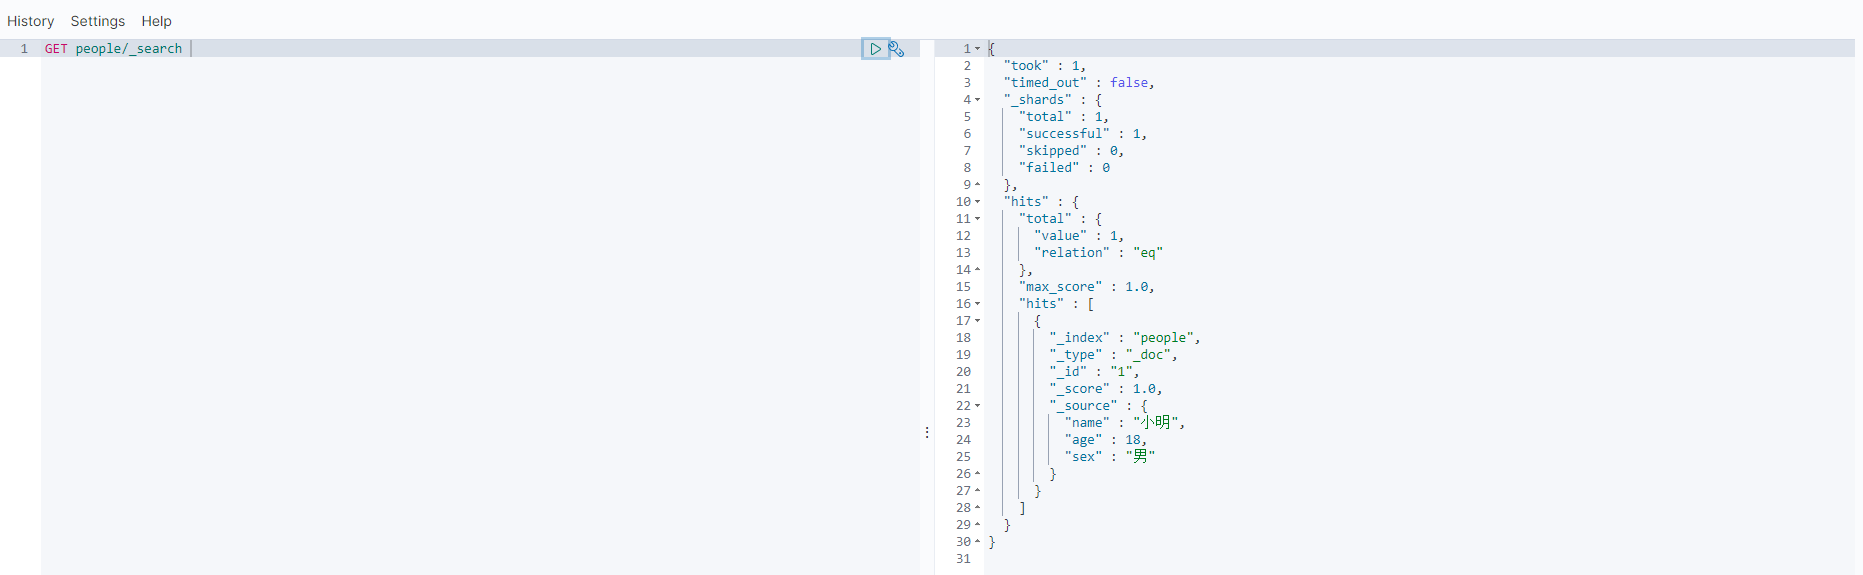 History Settings Help
1 GET people/_search
1 {
2 "took" : 1,
3 "timed_out" : false,
4 "_shards" : {
5 "total" : 1,
6 "successful" : 1,
7 "skipped" : 0,
8 "failed" : 0
9 },
10 "hits" : {
11 "total" : {
12 "value" : 1,
13 "relation" : "eq"
14 },
15 "max_score" : 1.0,
16 "hits" : [
17 {
18 "_index" : "people",
19 "_type" : "_doc",
20 "_id" : "1",
21 "_score" : 1.0,
22 "_source" : {
23 "name" : "小明",
24 "age" : 18,
25 "sex" : "男"
26 }
27 }
28 ]
29 }
30 }
31